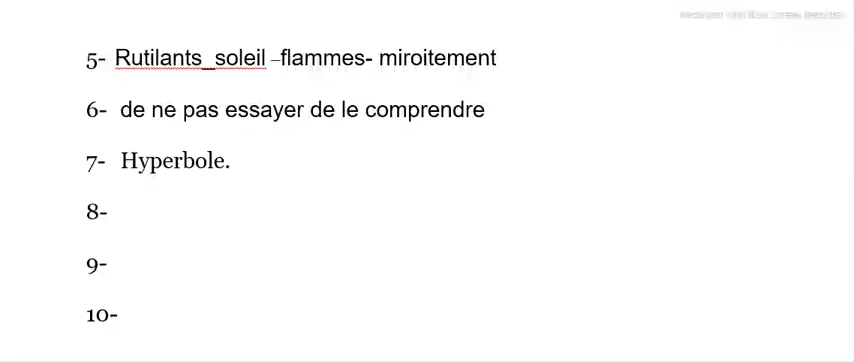 5- Rutilants_soleil –flammes- miroitement
6- de ne pas essayer de le comprendre
7- Hyperbole.
8-
9-
10-